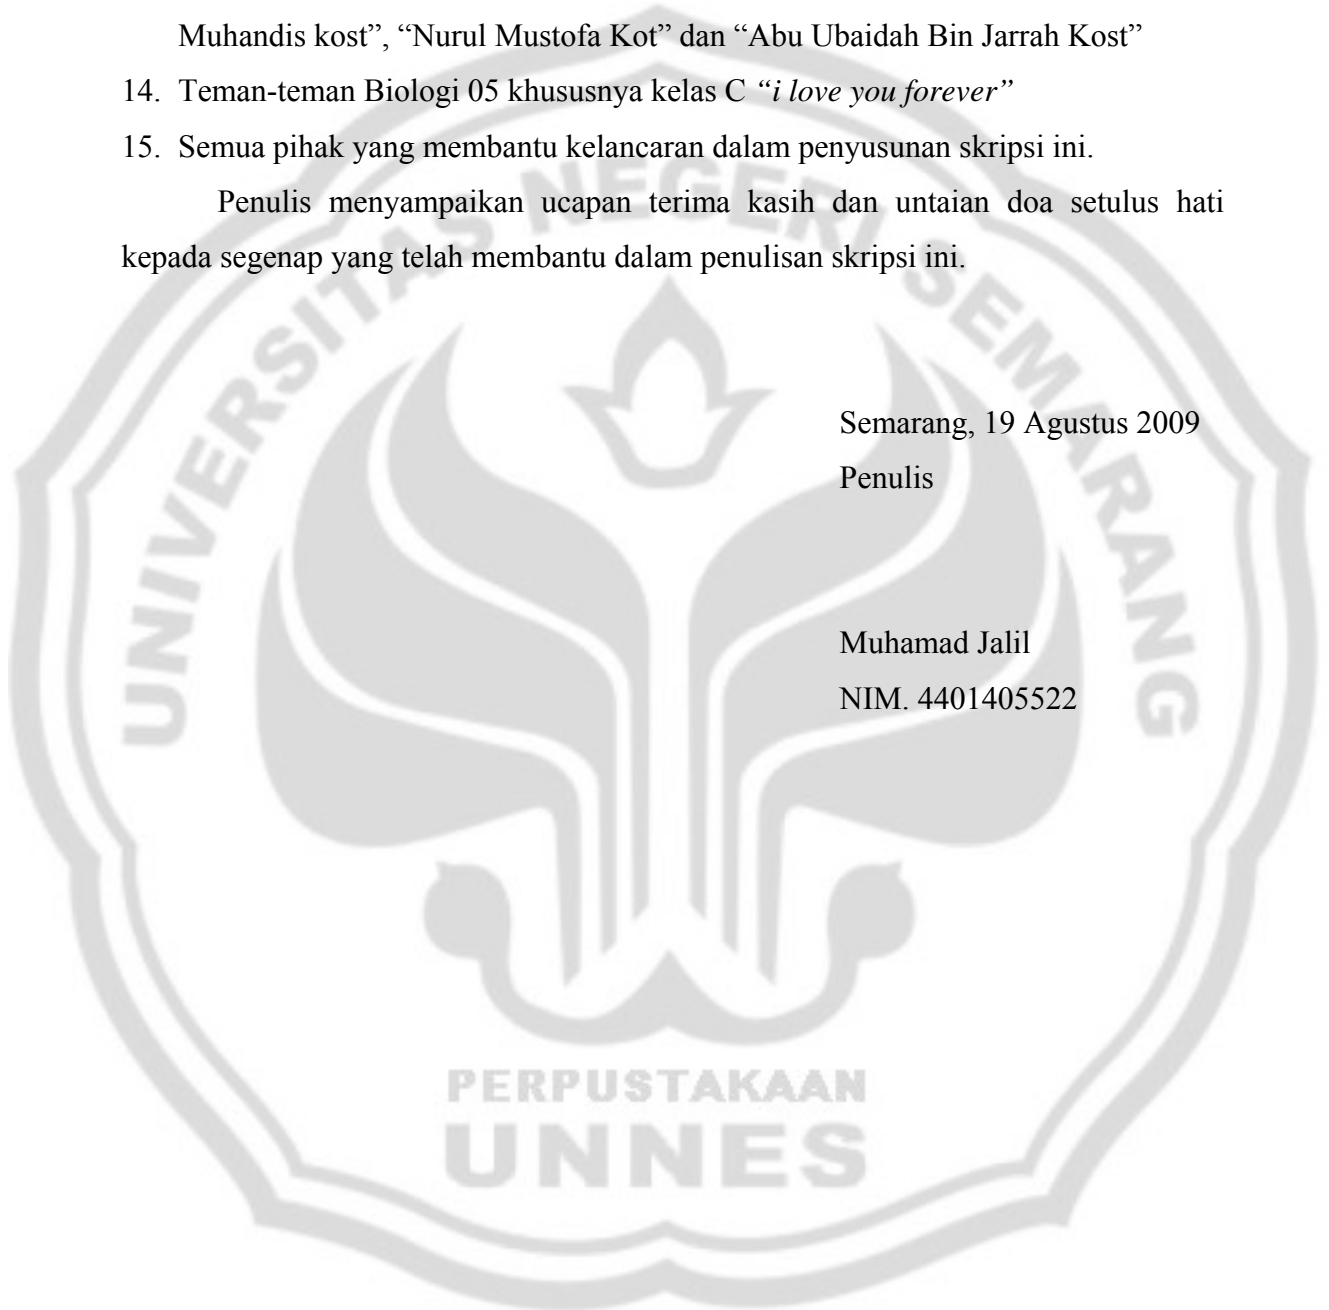 Muhandis kost”, “Nurul Mustofa Kot” dan “Abu Ubaidah Bin Jarrah Kost”
14. Teman-teman Biologi 05 khususnya kelas C “i love you forever”
15. Semua pihak yang membantu kelancaran dalam penyusunan skripsi ini.
Penulis menyampaikan ucapan terima kasih dan untaian doa setulus hati
kepada segenap yang telah membantu dalam penulisan skripsi ini.
Semarang, 19 Agustus 2009
Penulis
Muhamad Jalil
NIM. 4401405522
UNIVERSITAS NEGERI SEMARANG
PERPUSTAKAAN
UNNES